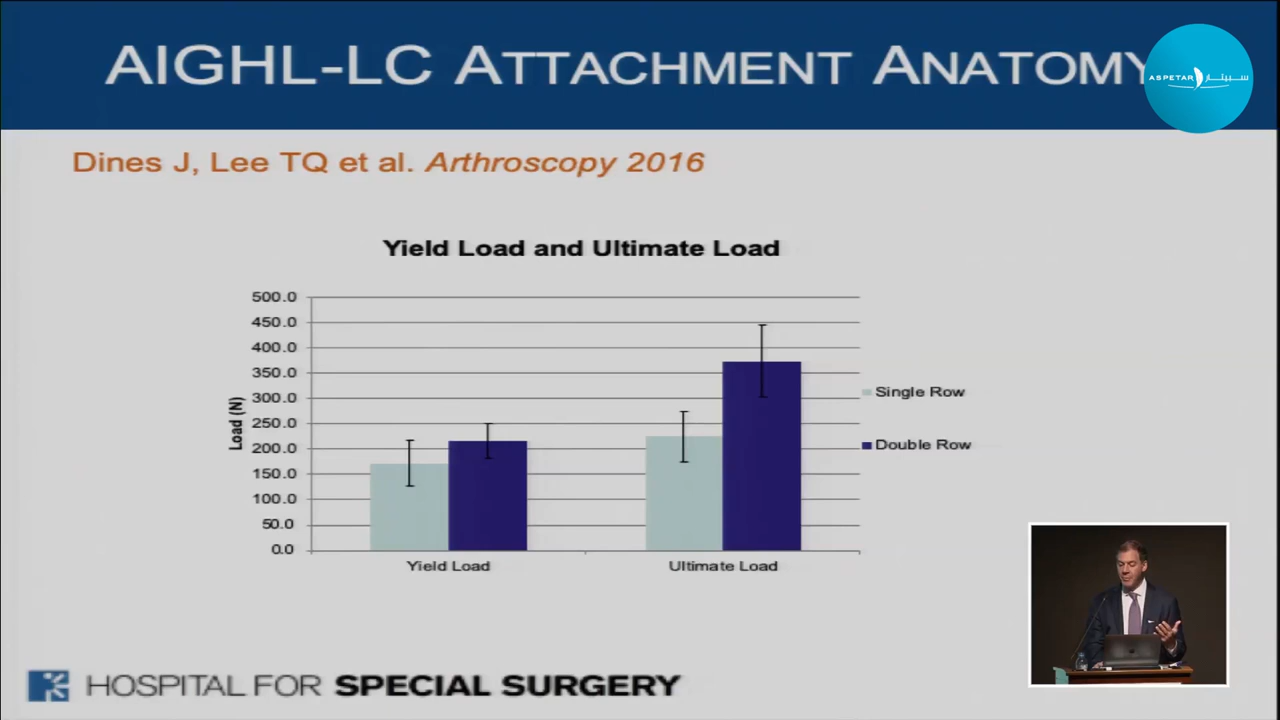 AIGHL-LC ATTACHMENT ANATOMY
ASPETAR سبيتار
Dines J, Lee TQ et al. Arthroscopy 2016
Yield Load and Ultimate Load
500.0
450.0
400.0
350.0
300.0
250.0
200.0
150.0
100.0
50.0
0.0
Load (N)
Yield Load
Ultimate Load
Single Row
Double Row
HOSPITAL FOR SPECIAL SURGERY